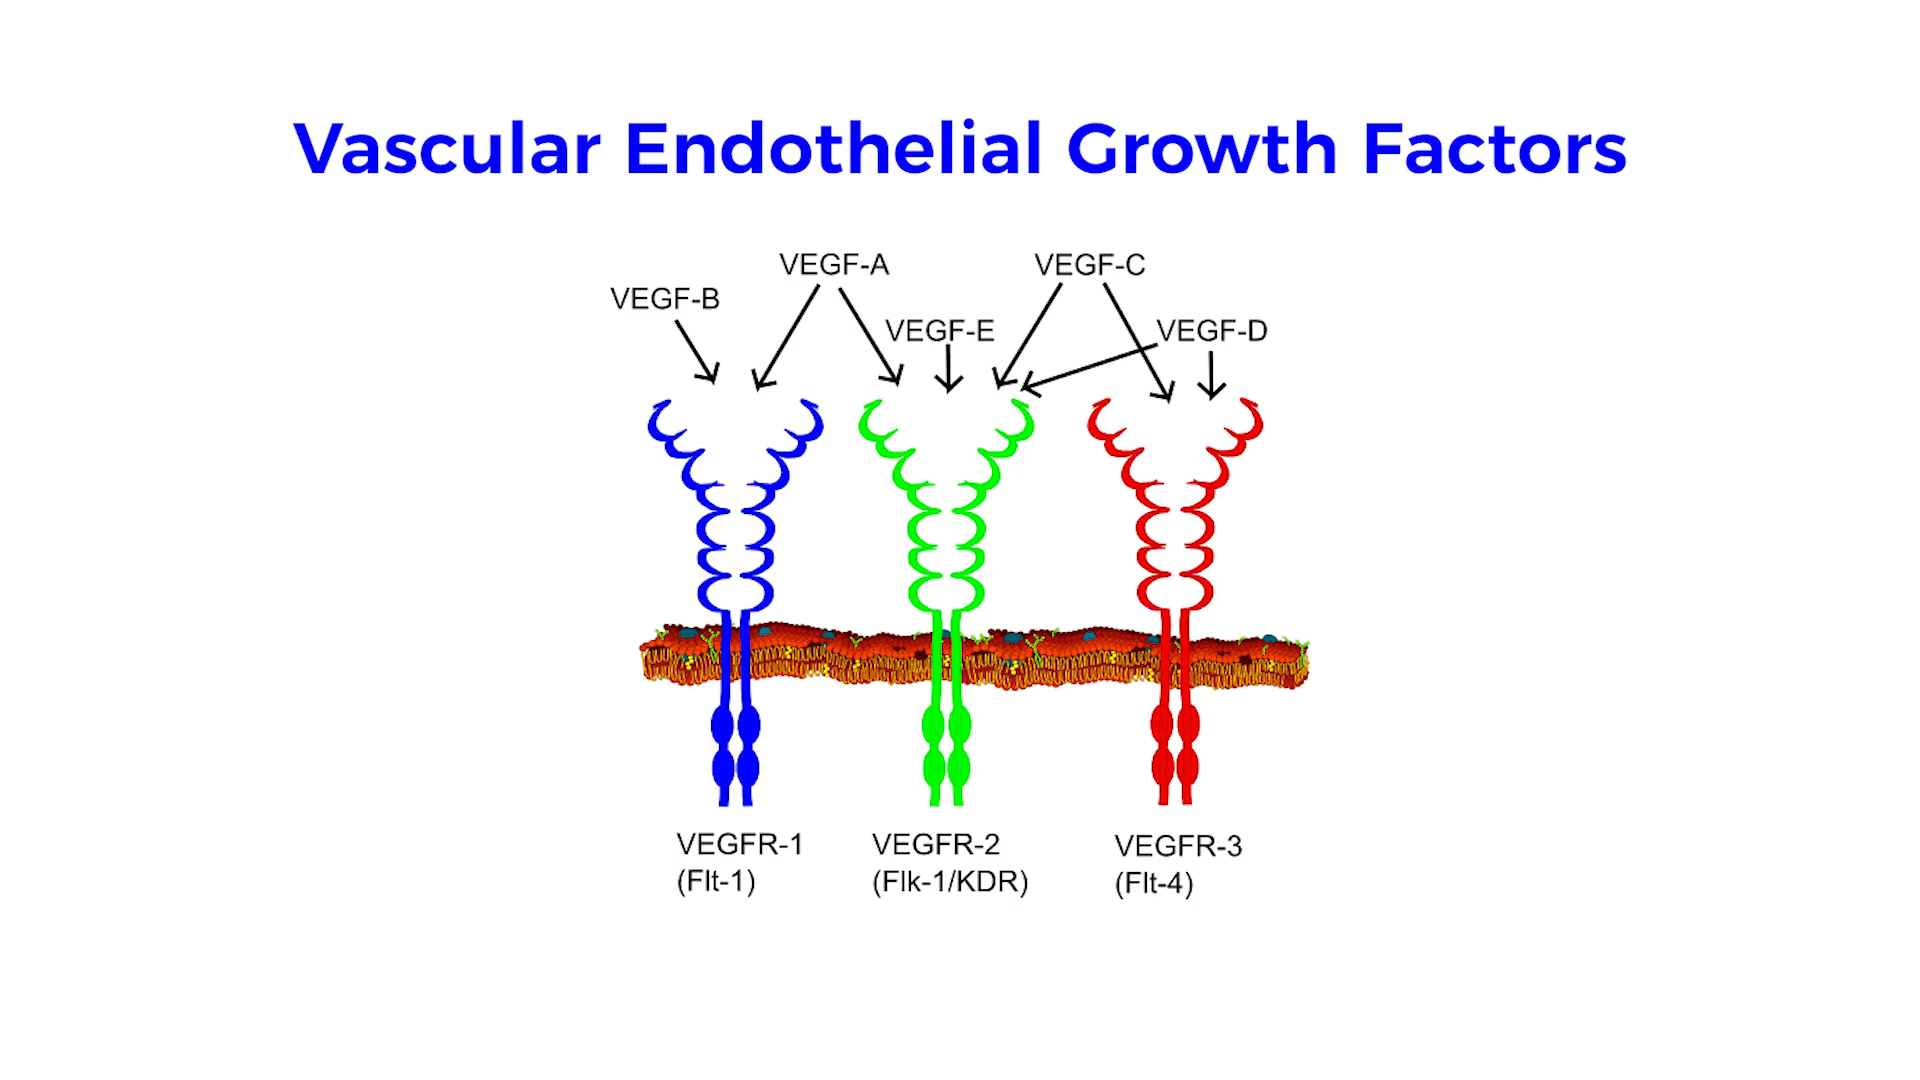 Vascular Endothelial Growth Factors
VEGF-A
VEGF-C
VEGF-B
VEGF-E
VEGF-D
VEGFR-1
(Flt-1)
VEGFR-2
(Flk-1/KDR)
VEGFR-3
(Flt-4)